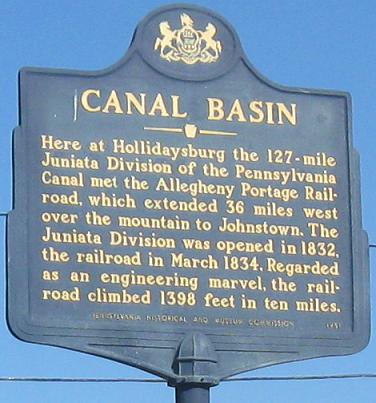 CANAL BASIN
Here at Hollidaysburg the 127-mile
Juniata Division of the Pennsylvania
Canal met the Allegheny Portage Rail-
road, which extended 36 miles west
over the mountain to Johnstown. The
Juniata Division was opened in 1832,
the railroad in March 1834. Regarded
as an engineering marvel, the rail-
road climbed 1398 feet in ten miles.
PENNSYLVANIA HISTORICAL AND MUSEUM COMMISSION